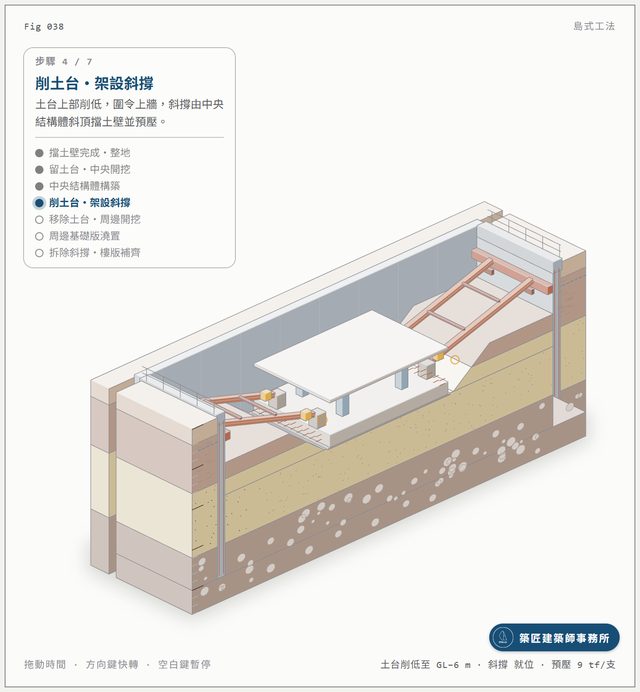 Fig 038
島式工法
步驟 4 / 7
削土台・架設斜撐
土台上部削低，圍令上牆，斜撐由中央
結構體斜頂擋土壁並預壓。
擋土壁完成・整地
留土台・中央開挖
中央結構體構築
削土台・架設斜撐
移除土台・周邊開挖
周邊基礎版澆置
拆除斜撐・樓版補齊
築匠建築師事務所
拖動時間 · 方向鍵快轉 · 空白鍵暫停
土台削低至 GL−6 m · 斜撐 就位 · 預壓 9 tf/支